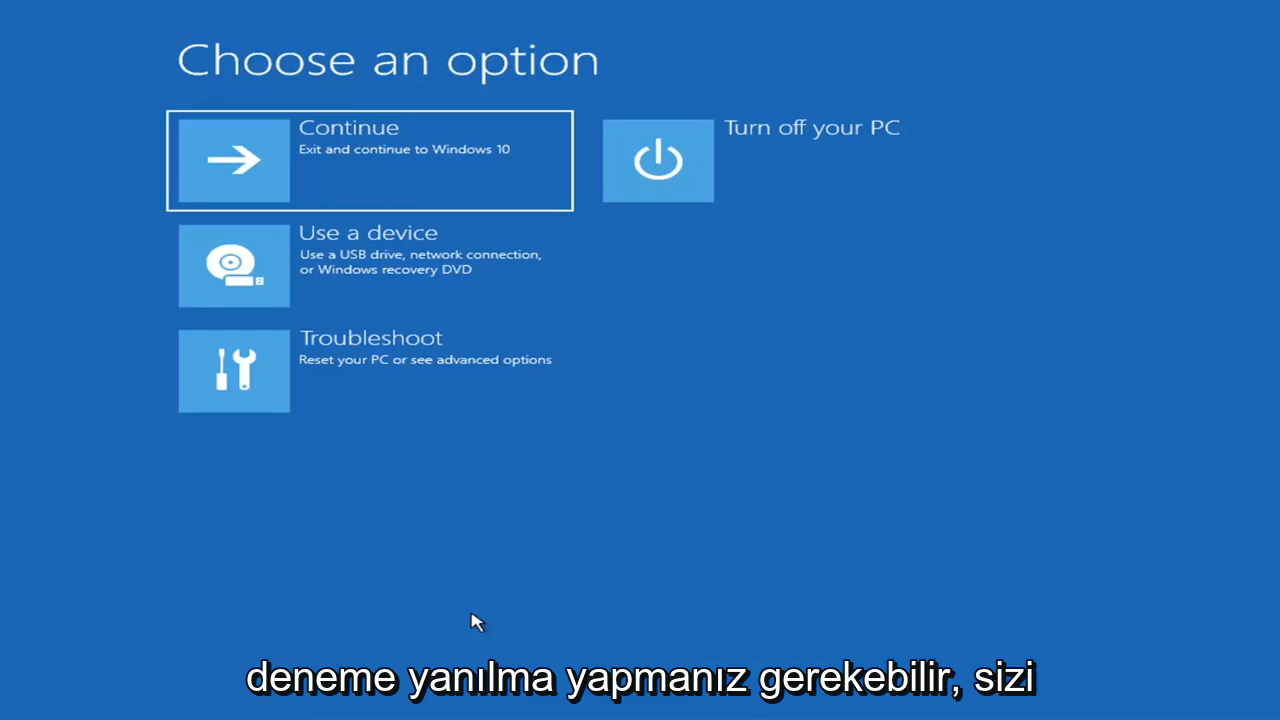 Choose an option
Continue
Exit and continue to Windows 10
Turn off your PC
Use a device
Use a USB drive, network connection,
or Windows recovery DVD
Troubleshoot
Reset your PC or see advanced options
deneme yanılma yapmanız gerekebilir, sizi